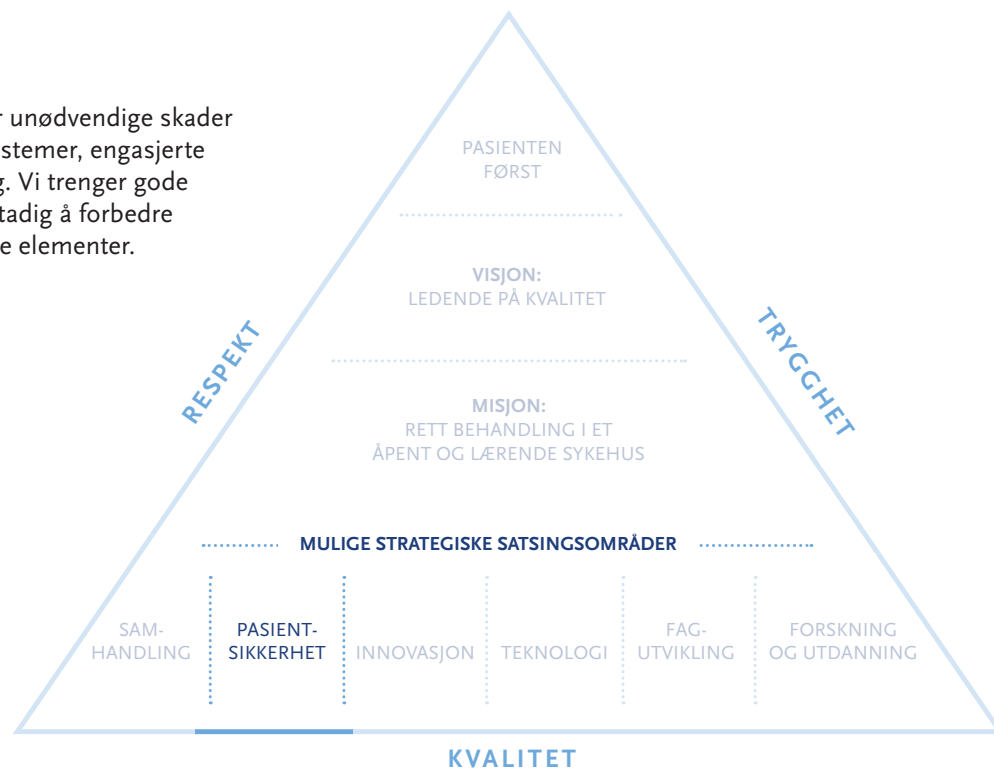 r unødvendige skader
stemer, engasjerte
g. Vi trenger gode
tadig å forbedre
e elementer.
PASIENTEN
FØRST
VISJON:
LEDENDE PÅ KVALITET
RESPEKT
TRYGGHET
MISJON:
RETT BEHANDLING I ET
ÅPENT OG LÆRENDE SYKEHUS
MULIGE STRATEGISKE SATSINGSOMRÅDER
SAM-
HANDLING
PASIENT-
SIKKERHET
INNOVASJON
TEKNOLOGI
FAG-
UTVIKLING
FORSKNING
OG UTDANNING
KVALITET